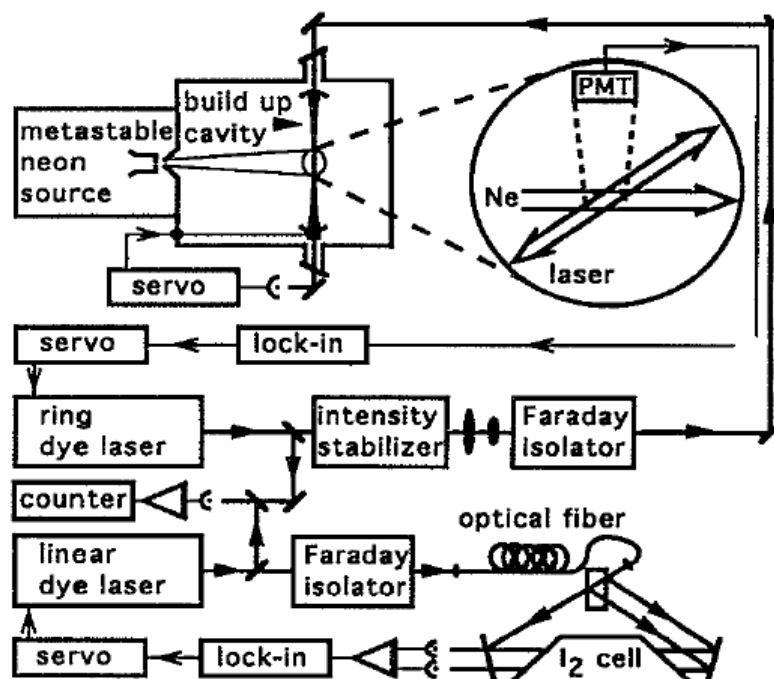 PMT
build up
cavity
metastable
neon
source
Ne
laser
servo
servo
lock-in
ring
dye laser
intensity
stabilizer
Faraday
isolator
counter
optical fiber
linear
dye laser
Faraday
isolator
servo
lock-in
I₂ cell